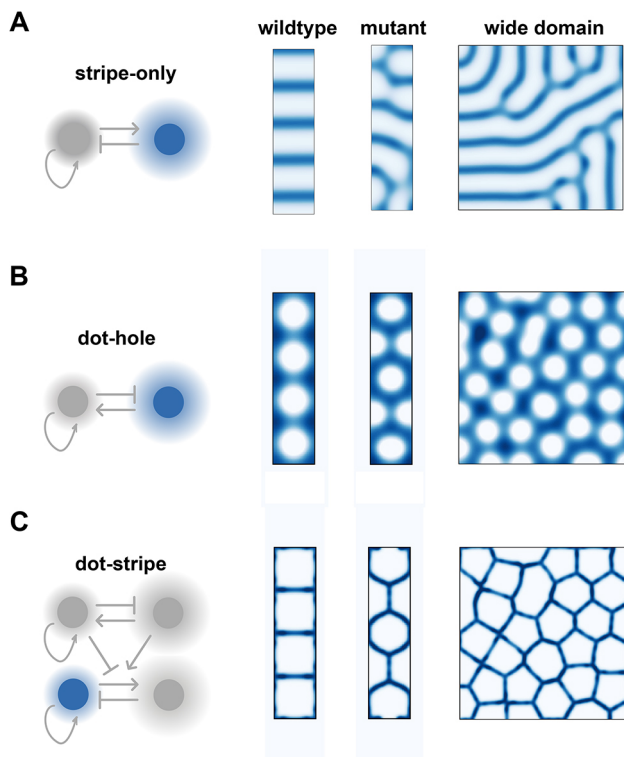 A
wildtype mutant wide domain
stripe-only
B
dot-hole
C
dot-stripe